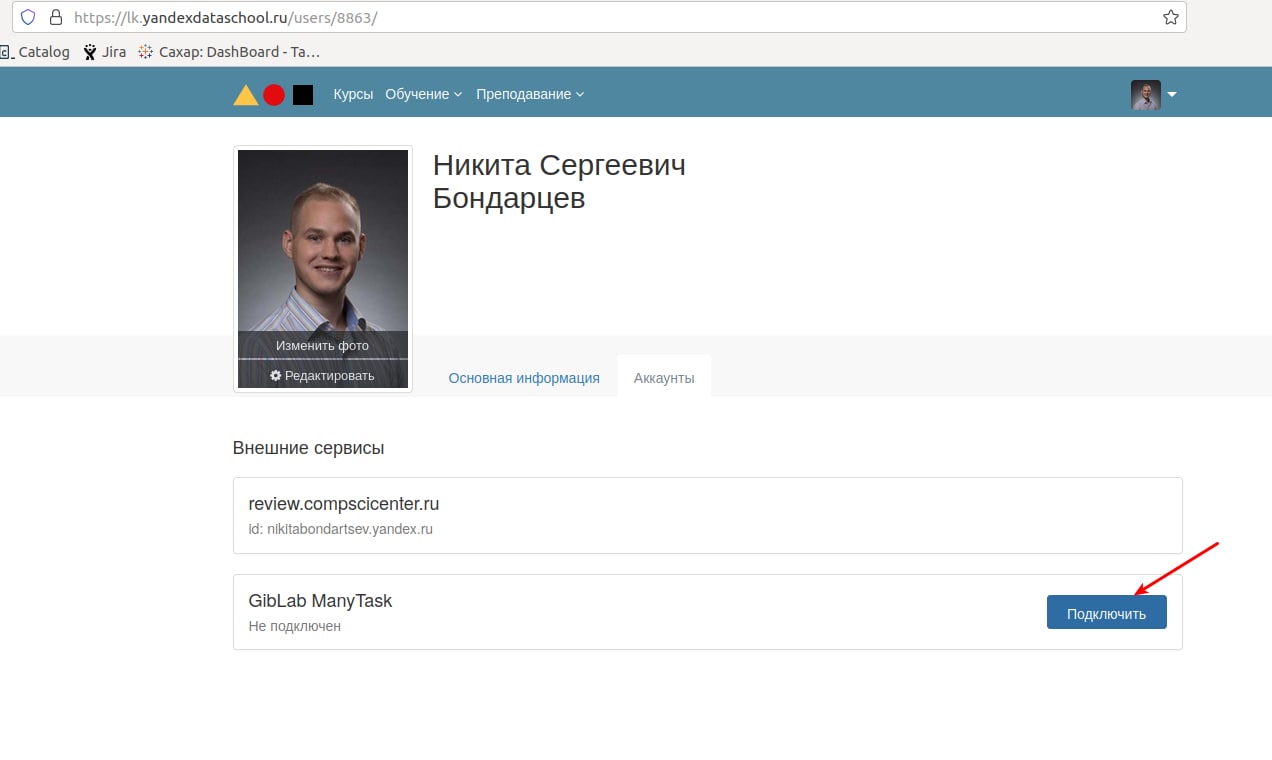 https://lk.yandexdataschool.ru/users/8863/
Catalog Jira Сахар: DashBoard - Ta…
Курсы Обучение Преподавание
Никита Сергеевич
Бондарцев
Изменить фото
Редактировать
Основная информация Аккаунты
Внешние сервисы
review.compscicenter.ru
id: nikitabondartsev.yandex.ru
GibLab ManyTask
Не подключен
Подключить